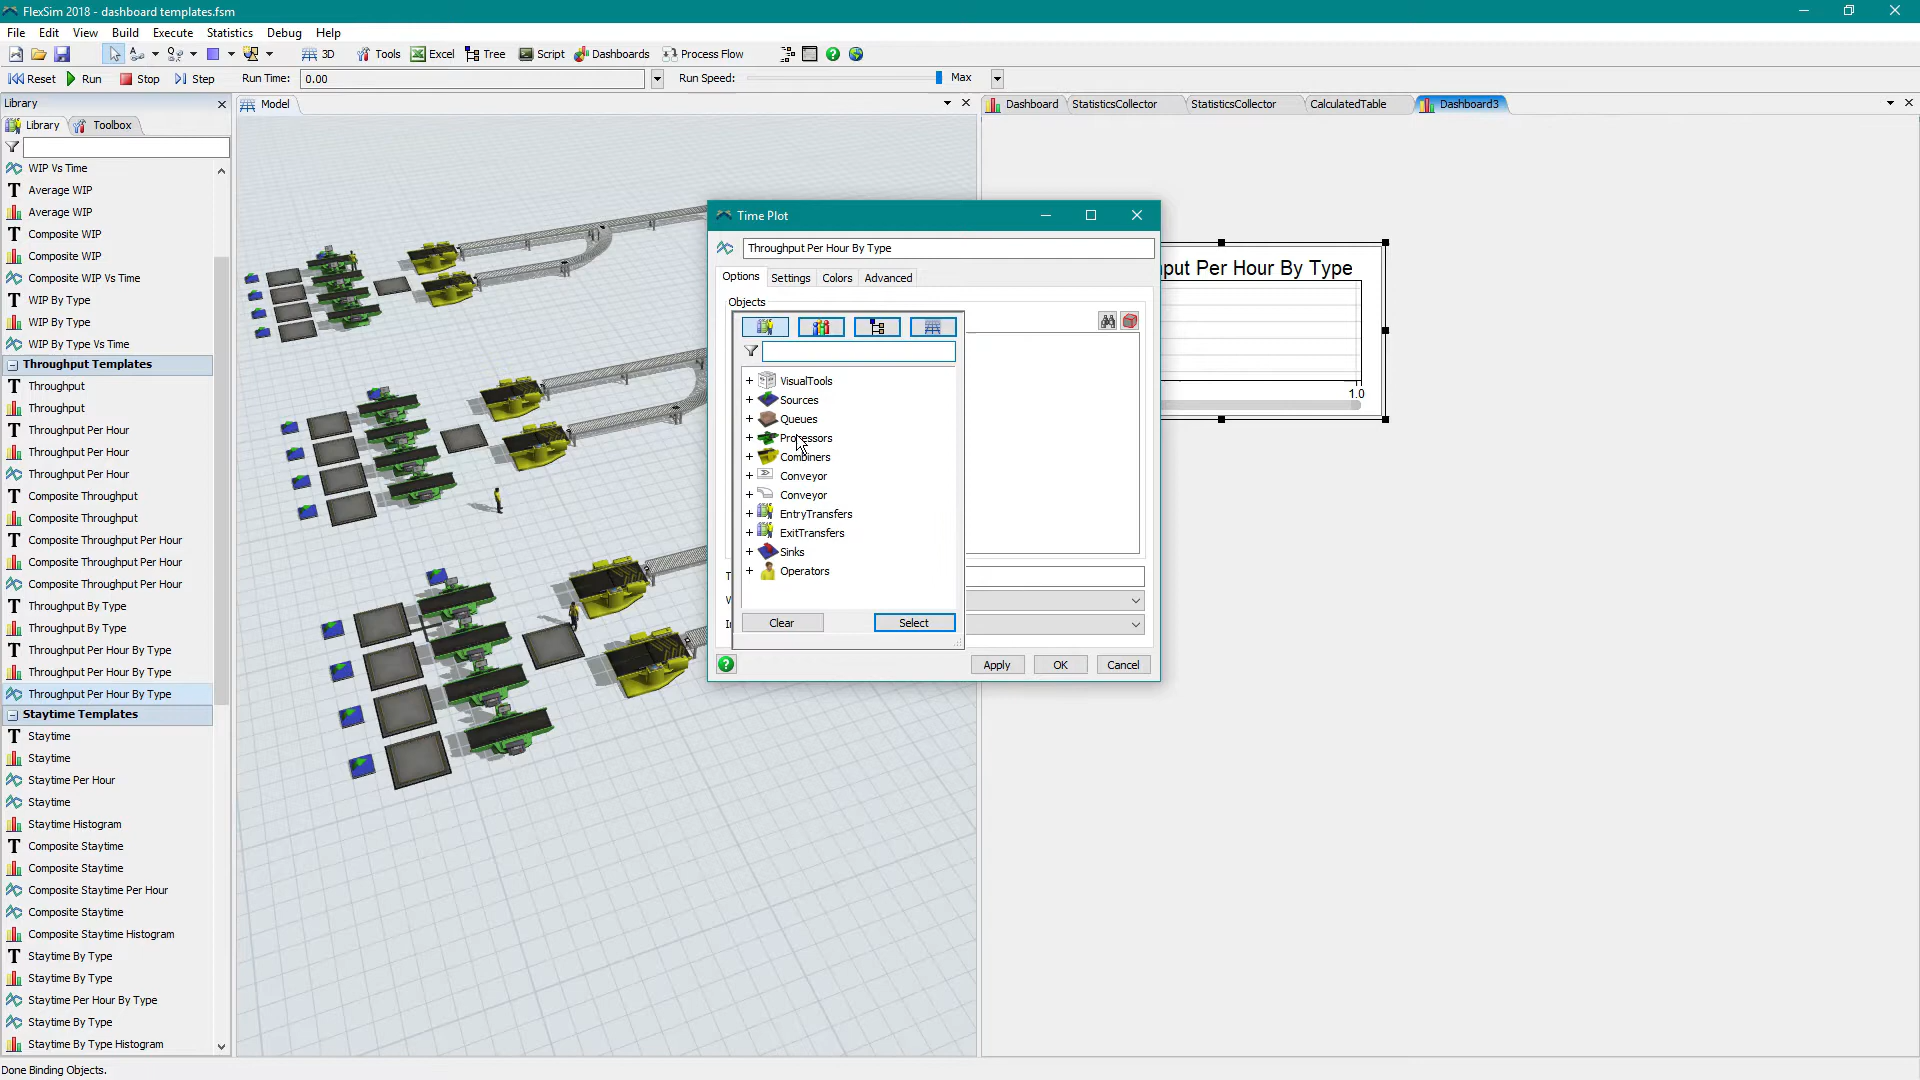 FlexSim 2018 - dashboard templates.fsm
File Edit View Build Execute Statistics Debug Help
3D Tools Excel Tree Script Dashboards Process Flow
Reset Run Stop Step Run Time: 0.00 Run Speed: Max
Library
Library Toolbox
WIP Vs Time
Average WIP
Average WIP
Composite WIP
Composite WIP
Composite WIP Vs Time
WIP By Type
WIP By Type
WIP By Type Vs Time
Throughput Templates
Throughput
Throughput
Throughput Per Hour
Throughput Per Hour
Throughput Per Hour
Composite Throughput
Composite Throughput
Composite Throughput Per Hour
Composite Throughput Per Hour
Composite Throughput Per Hour
Throughput By Type
Throughput By Type
Throughput Per Hour By Type
Throughput Per Hour By Type
Throughput Per Hour By Type
Staytime Templates
Staytime
Staytime
Staytime Per Hour
Staytime
Staytime Histogram
Composite Staytime
Composite Staytime
Composite Staytime Per Hour
Composite Staytime
Composite Staytime Histogram
Staytime By Type
Staytime By Type
Staytime Per Hour By Type
Staytime By Type
Staytime By Type Histogram
Done Binding Objects.
Model
Dashboard StatisticsCollector StatisticsCollector CalculatedTable Dashboard3
Time Plot
Throughput Per Hour By Type
Options Settings Colors Advanced
Objects
VisualTools
Sources
Queues
Processors
Combiners
Conveyor
Conveyor
EntryTransfers
ExitTransfers
Sinks
Operators
Clear Select
Apply OK Cancel
put Per Hour By Type
1.0